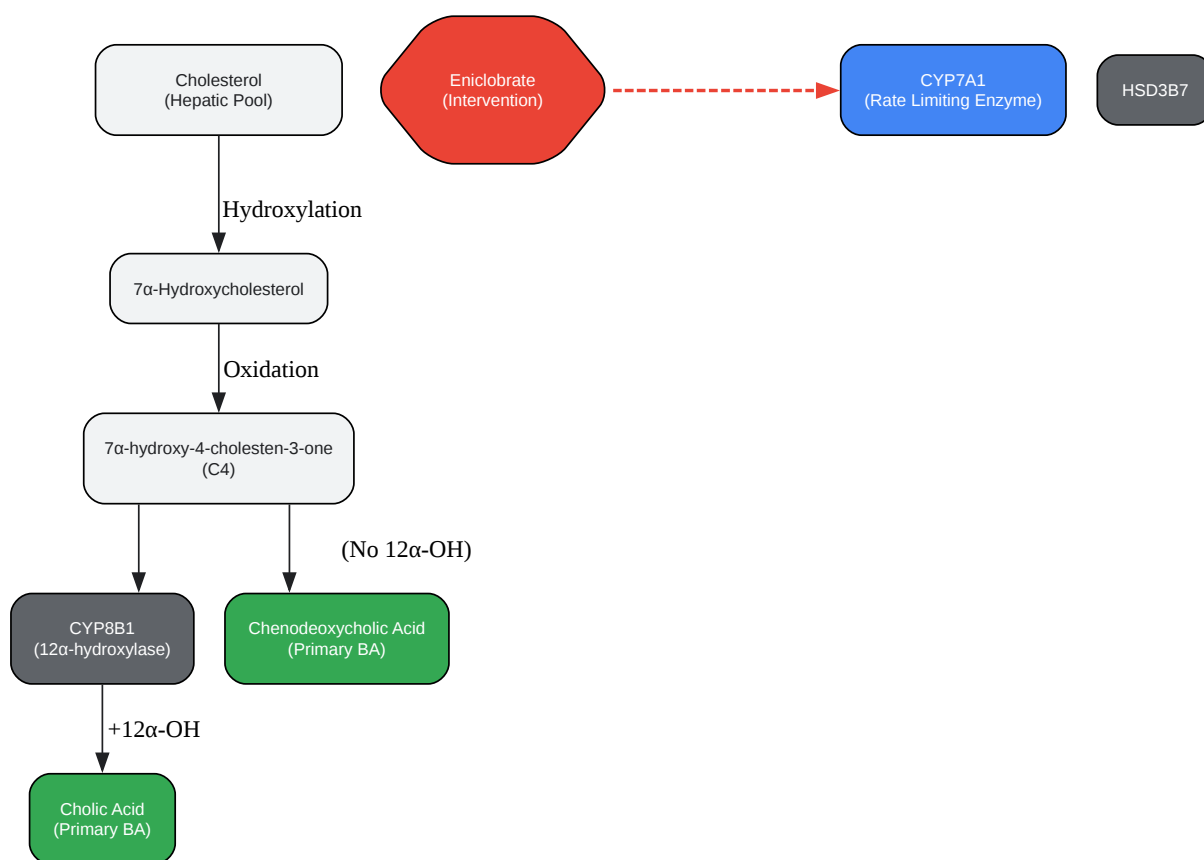 Cholesterol
(Hepatic Pool)
Eniclobrate
(Intervention)
CYP7A1
(Rate Limiting Enzyme)
HSD3B7
Hydroxylation
7α-Hydroxycholesterol
Oxidation
7α-hydroxy-4-cholesten-3-one
(C4)
(No 12α-OH)
CYP8B1
(12α-hydroxylase)
Chenodeoxycholic Acid
(Primary BA)
+12α-OH
Cholic Acid
(Primary BA)